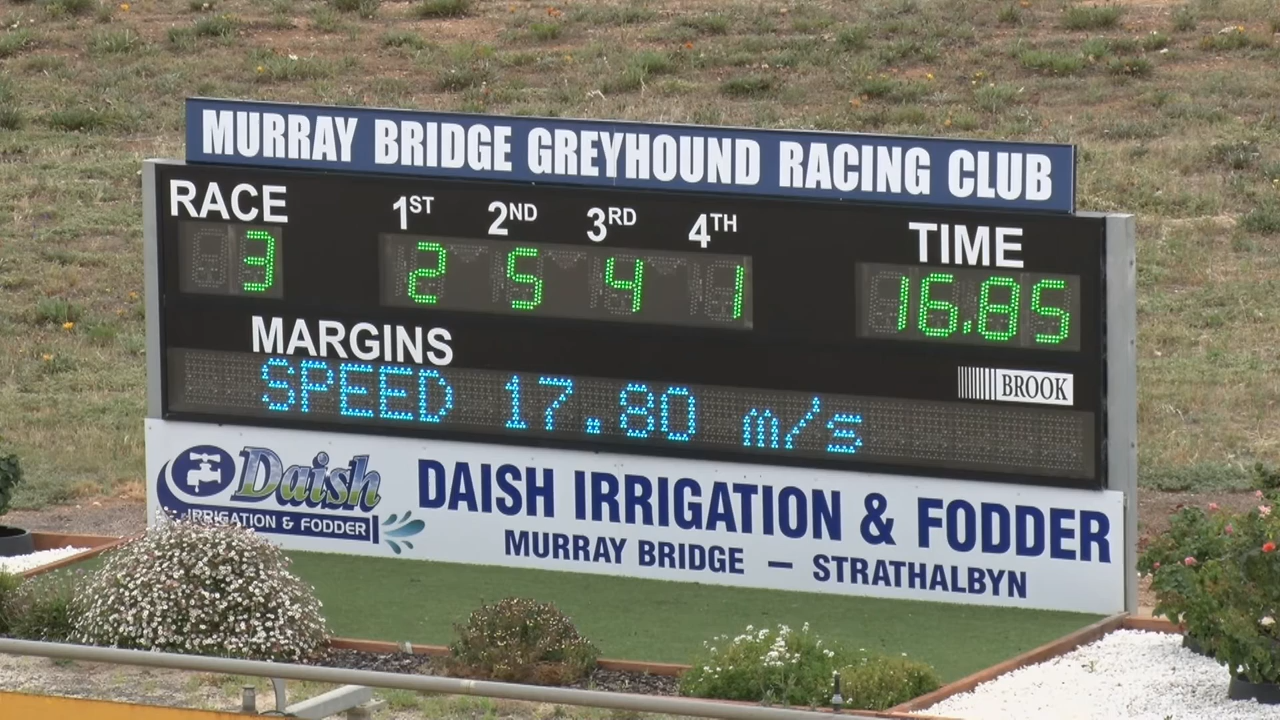 MURRAY BRIDGE GREYHOUND RACING CLUB
RACE 1ST 2ND 3RD 4TH TIME
3 2 5 4 1 16.85
MARGINS
BROOK
SPEED 17.80 m/s
Daish
IRRIGATION & FODDER
DAISH IRRIGATION & FODDER
MURRAY BRIDGE – STRATHALBYN